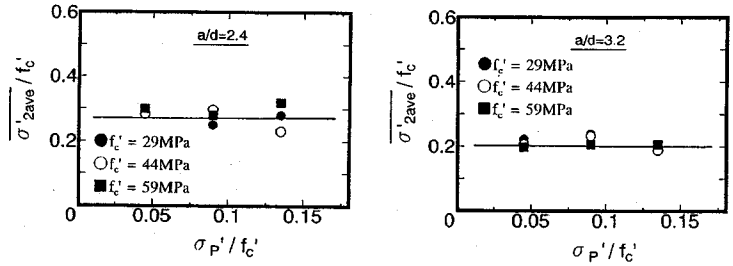 0.6
a/d=2.4
0.4
0.2
σ'2ave / fc'
fc' = 29MPa
fc' = 44MPa
fc' = 59MPa
0
0.05
0.1
0.15
σP' / fc'
0.6
a/d=3.2
fc' = 29MPa
fc' = 44MPa
fc' = 59MPa
0.4
0.2
σ'2ave / fc'
0
0.05
0.1
0.15
σP' / fc'